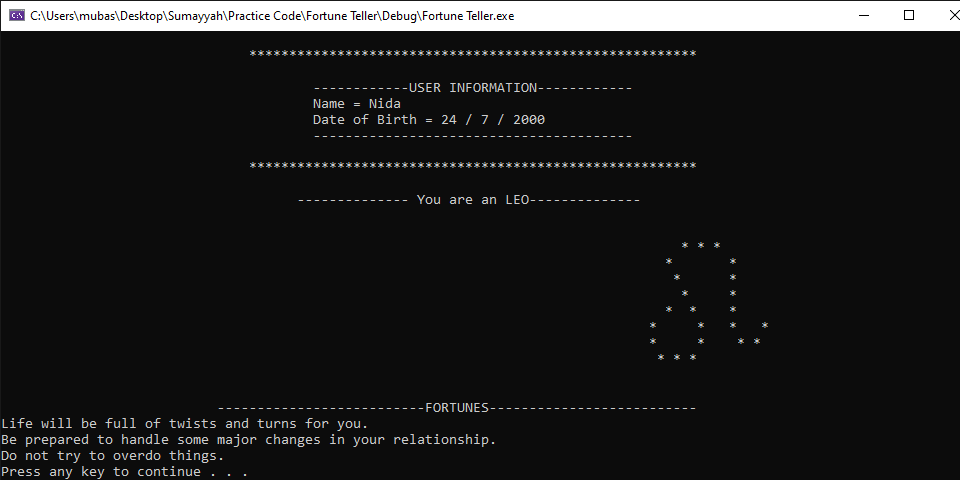 C:\Users\mubas\Desktop\Sumayyah\Practice Code\Fortune Teller\Debug\Fortune Teller.exe
********************************************************
------------USER INFORMATION------------
Name = Nida
Date of Birth = 24 / 7 / 2000
----------------------------------------
********************************************************
-------------- You are an LEO--------------
* * *
*       *
*      *
*     *
*  *    *
*     *   *   *
*     *    * *
* * *
--------------------------FORTUNES--------------------------
Life will be full of twists and turns for you.
Be prepared to handle some major changes in your relationship.
Do not try to overdo things.
Press any key to continue . . .